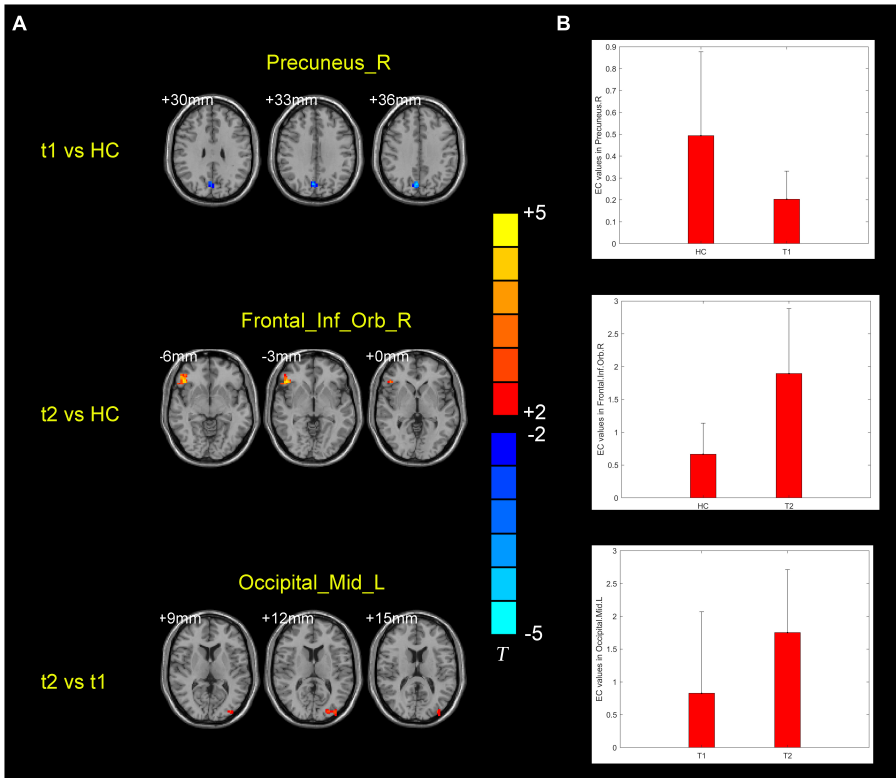 A
Precuneus_R
+30mm +33mm +36mm
t1 vs HC
Frontal_Inf_Orb_R
-6mm -3mm +0mm
t2 vs HC
Occipital_Mid_L
+9mm +12mm +15mm
t2 vs t1
+5
+2
-2
-5
T
B
EC values in Precuneus.R
0.9
0.8
0.7
0.6
0.5
0.4
0.3
0.2
0.1
0
HC T1
EC values in Frontal.Inf.Orb.R
3
2.5
2
1.5
1
0.5
0
HC T2
EC values in Occipital.Mid.L
3
2.5
2
1.5
1
0.5
0
T1 T2